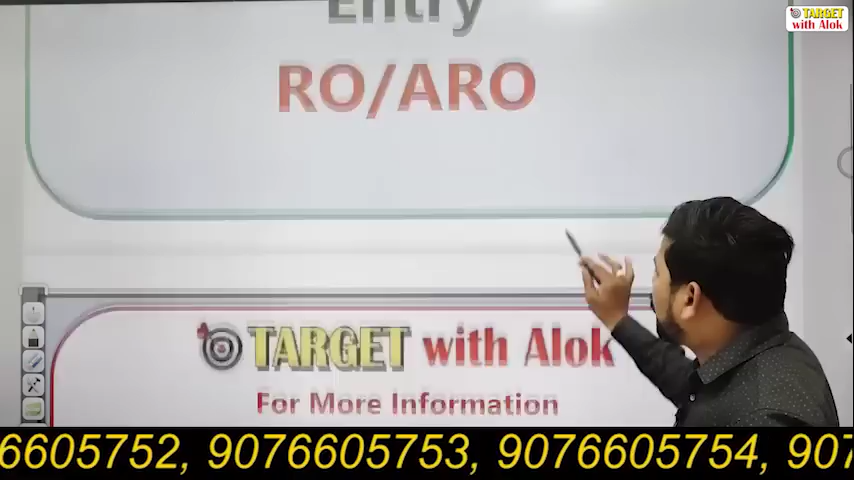 TARGET
with Alok
Entry
RO/ARO
TARGET with Alok
For More Information
6605752, 9076605753, 9076605754, 907